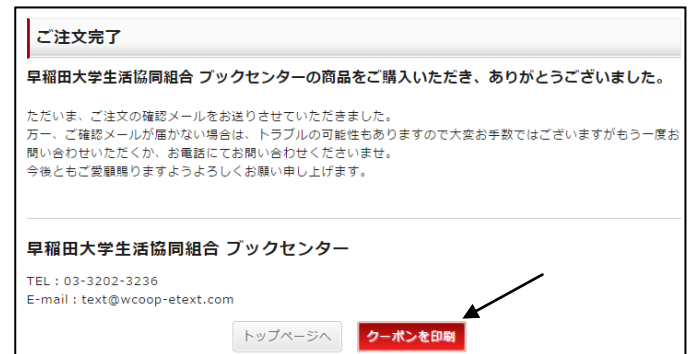 ご注文完了
早稲田大学生活協同組合 ブックセンターの商品をご購入いただき、ありがとうございました。
ただいま、ご注文の確認メールをお送りさせていただきました。
万一、ご確認メールが届かない場合は、トラブルの可能性もありますので大変お手数ではございますがもう一度お
問い合わせいただくか、お電話にてお問い合わせくださいませ。
今後ともご愛顧賜りますようよろしくお願い申し上げます。
早稲田大学生活協同組合 ブックセンター
TEL : 03-3202-3236
E-mail : text@wcoop-etext.com
トップページへ クーポンを印刷